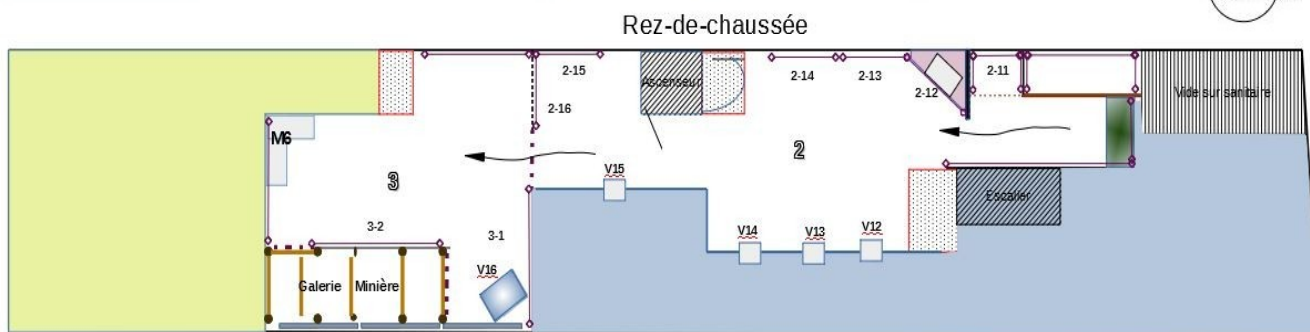 Rez-de-chaussée
2-15
Ascenseur
2-14
2-13
2-11
2-12
Vide sur sanitaire
2-16
M6
2
3
V15
Escalier
3-2
3-1
V14
V13
V12
V16
Galerie Minière